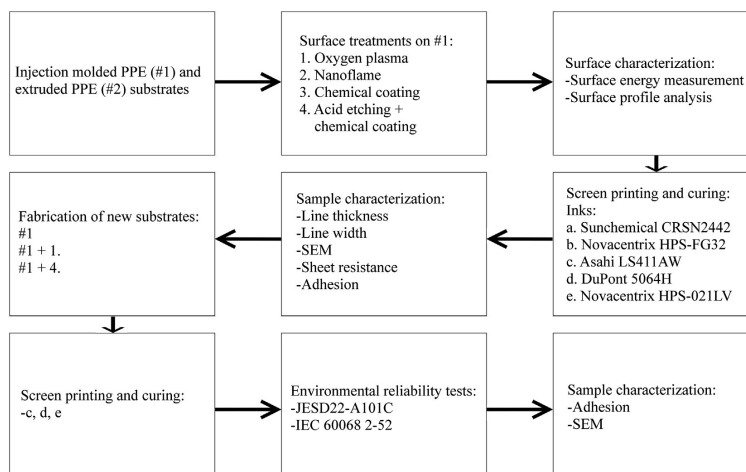 Injection molded PPE (#1) and
extruded PPE (#2) substrates
Surface treatments on #1:
1. Oxygen plasma
2. Nanoflame
3. Chemical coating
4. Acid etching +
chemical coating
Surface characterization:
-Surface energy measurement
-Surface profile analysis
Screen printing and curing:
Inks:
a. Sunchemical CRSN2442
b. Novacentrix HPS-FG32
c. Asahi LS411AW
d. DuPont 5064H
e. Novacentrix HPS-021LV
Sample characterization:
-Line thickness
-Line width
-SEM
-Sheet resistance
-Adhesion
Fabrication of new substrates:
#1
#1 + 1.
#1 + 4.
Screen printing and curing:
-c, d, e
Environmental reliability tests:
-JESD22-A101C
-IEC 60068 2-52
Sample characterization:
-Adhesion
-SEM